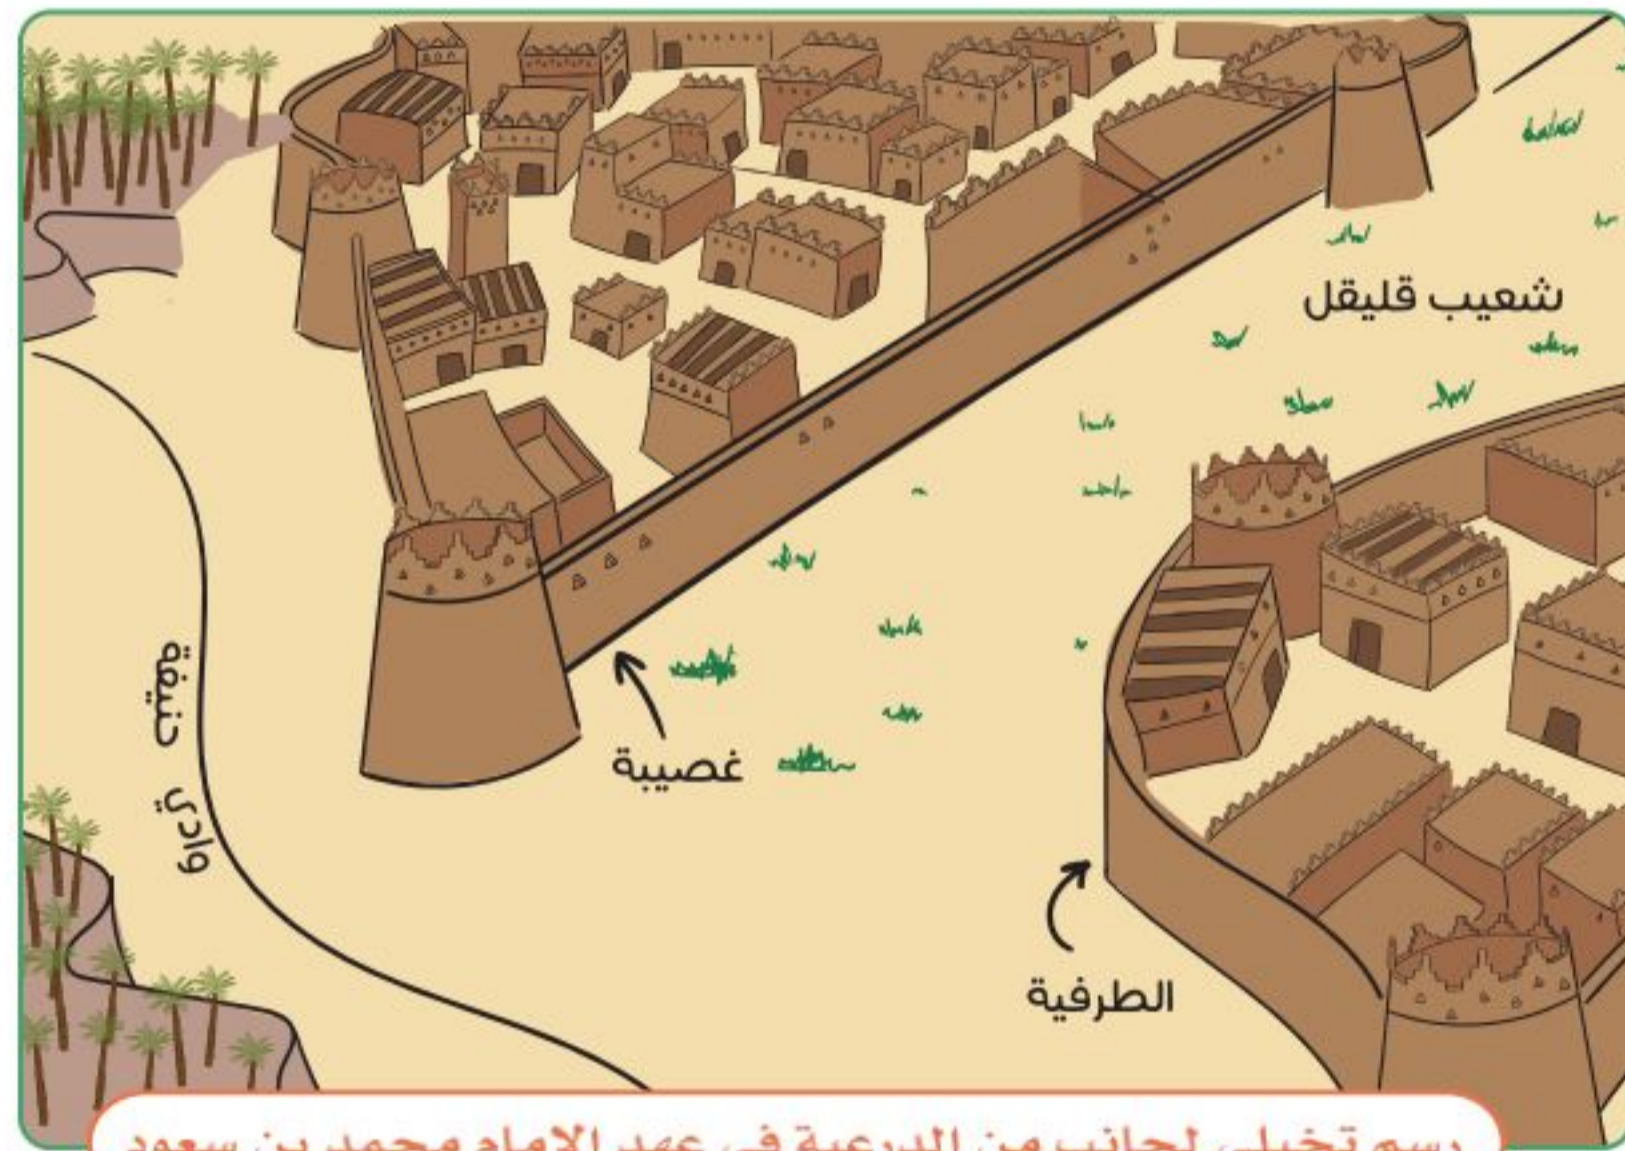 شعيب قليقل
غصيبة
وادي حنيفة
الطرفية
رسم تخيلي لجانب من الدرعية في عهد الإمام محمد بن سعود